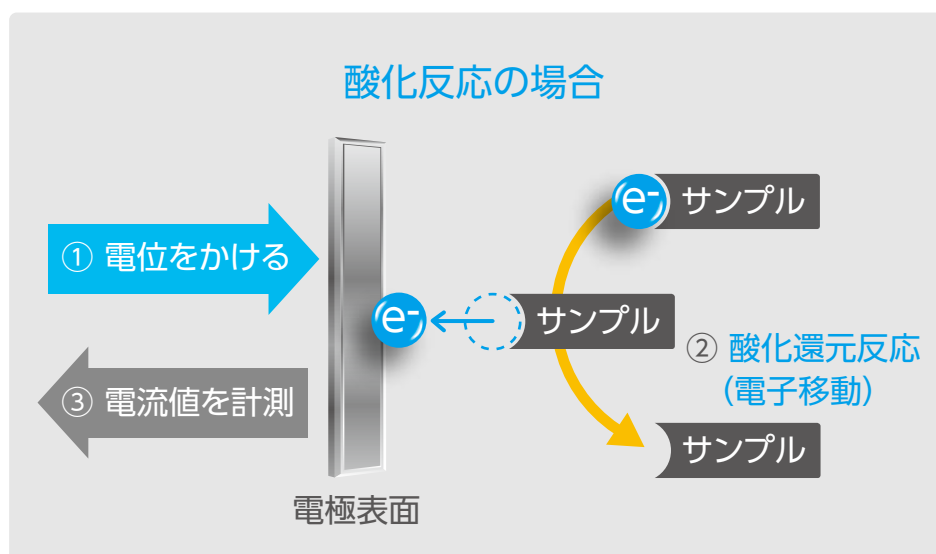 酸化反応の場合
e-
サンプル
① 電位をかける
e-
サンプル
② 酸化還元反応
(電子移動)
③ 電流値を計測
サンプル
電極表面